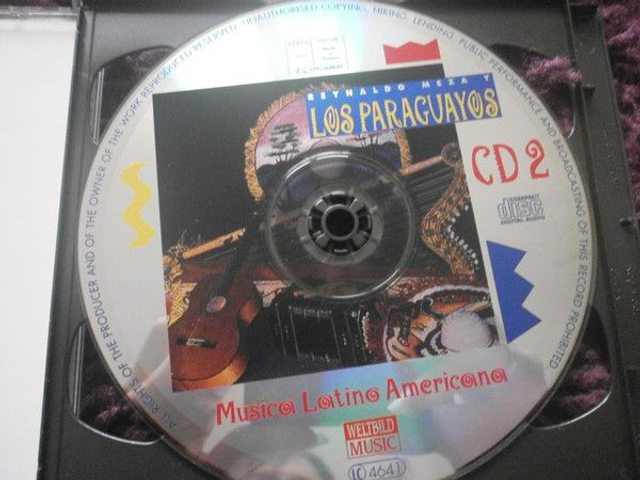 ALL RIGHTS OF THE PRODUCER AND OF THE OWNER OF THE WORK REPRODUCED RESERVED. UNAUTHORISED COPYING, HIRING, LENDING, PUBLIC PERFORMANCE AND BROADCASTING OF THIS RECORD PROHIBITED.
REYNALDO MEZA Y
LOS PARAGUAYOS
CD 2
COMPACT
disc
DIGITAL AUDIO
Musica Latino Americana
WELTBILD
MUSIC
IC 4641